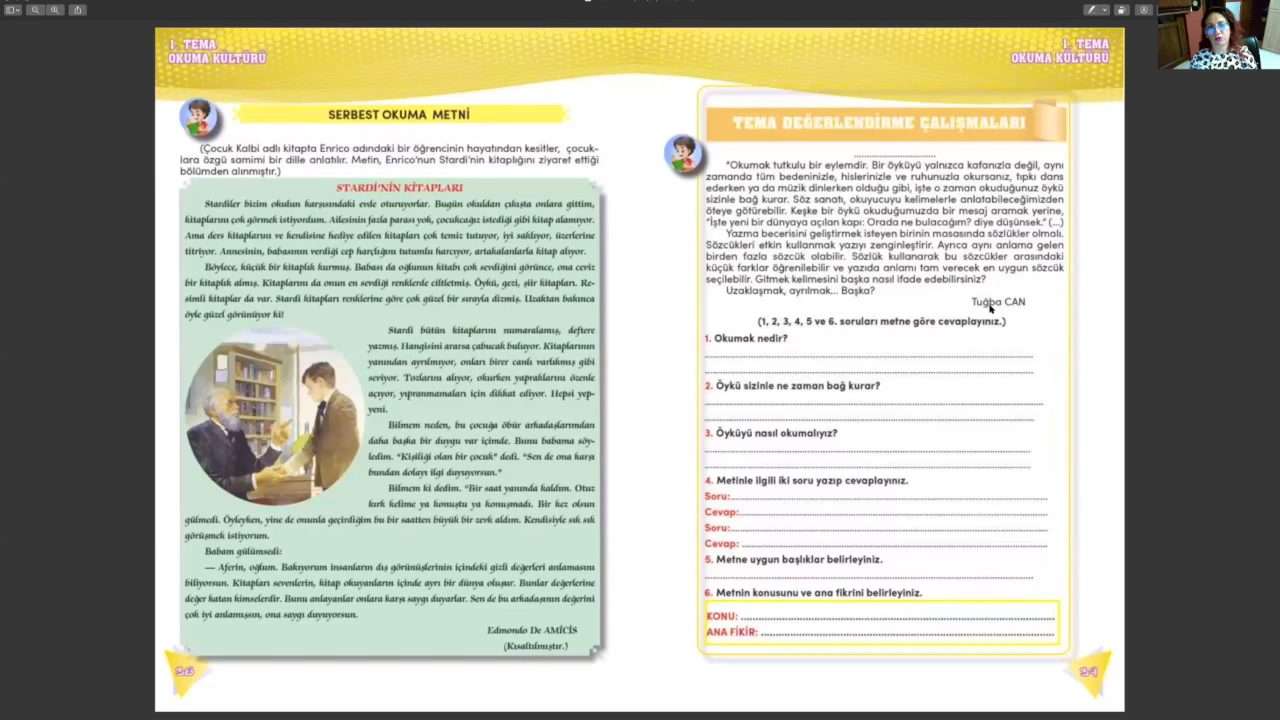 I. TEMA
OKUMA KÜLTÜRÜ
SERBEST OKUMA METNİ
(Çocuk Kalbi adlı kitapta Enrico adındaki bir öğrencinin hayatından kesitler, çocuk-
lara özgü samimi bir dille anlatılır. Metin, Enrico'nun Stardi'nin kitaplığını ziyaret ettiği
bölümden alınmıştır.)
STARDİ'NİN KİTAPLARI
Stardiler bizim okulun karşısındaki evde oturuyorlar. Bugün okuldan çıkışta onlara gittim,
kitaplarını çok görmek istiyordum. Ailesinin fazla parası yok, çocukcağız istediği gibi kitap alamıyor.
Ama ders kitaplarını ve kendisine hediye edilen kitapları çok temiz tutuyor, iyi saklıyor, üzerlerine
titriyor. Annesinin, babasının verdiği cep harçlığını tutumlu harcıyor, artakalanlarla kitap alıyor.
Böylece, küçük bir kitaplık kurmuş. Babası da oğlunun kitabı çok sevdiğini görünce, ona ceviz
bir kitaplık almış. Kitaplarını da onun en sevdiği renklerde ciltletmiş. Öykü, gezi, şiir kitapları. Re-
simli kitaplar da var. Stardi kitapları renklerine göre çok güzel bir sırayla dizmiş. Uzaktan bakınca
öyle güzel görünüyor ki!
Stardi bütün kitaplarını numaralamış, deftere
yazmış. Hangisini ararsa çabucak buluyor. Kitaplarının
yanından ayrılmıyor, onları birer canlı varlıkmış gibi
seviyor. Tozlarını alıyor, okurken yapraklarını özenle
açıyor, yıpranmamaları için dikkat ediyor. Hepsi yep-
yeni.
Bilmem neden, bu çocuğa öbür arkadaşlarımdan
daha başka bir duygu var içimde. Bunu babama söy-
ledim. "Kişiliği olan bir çocuk" dedi. "Sen de ona karşı
bundan dolayı ilgi duyuyorsun."
Bilmem ki dedim. "Bir saat yanında kaldım. Otuz
kırk kelime ya konuştu ya konuşmadı. Bir kez olsun
gülmedi. Öyleyken, yine de onunla geçirdiğim bu bir saatten büyük bir zevk aldım. Kendisiyle sık sık
görüşmek istiyorum.
Babam gülümsedi:
— Aferin, oğlum. Bakıyorum insanların dış görünüşlerinin içindeki gizli değerleri anlamasını
biliyorsun. Kitapları sevenlerin, kitap okuyanların içinde ayrı bir dünya oluşur. Bunlar değerlerine
değer katan kimselerdir. Bunu anlayanlar onlara karşı saygı duyarlar. Sen de bu arkadaşının değerini
çok iyi anlamışsın, ona saygı duyuyorsun.
Edmondo De AMİCİS
(Kısaltılmıştır.)
36
I. TEMA
OKUMA KÜLTÜRÜ
TEMA DEĞERLENDİRME ÇALIŞMALARI
..............................
"Okumak tutkulu bir eylemdir. Bir öyküyü yalnızca kafanızla değil, aynı
zamanda tüm bedeninizle, hislerinizle ve ruhunuzla okursanız, tıpkı dans
ederken ya da müzik dinlerken olduğu gibi, işte o zaman okuduğunuz öykü
sizinle bağ kurar. Söz sanatı, okuyucuyu kelimelerle anlatabileceğimizden
öteye götürebilir. Keşke bir öykü okuduğumuzda bir mesaj aramak yerine,
"İşte yeni bir dünyaya açılan kapı: Orada ne bulacağım? diye düşünsek." (...)
Yazma becerisini geliştirmek isteyen birinin masasında sözlükler olmalı.
Sözcükleri etkin kullanmak yazıyı zenginleştirir. Ayrıca aynı anlama gelen
birden fazla sözcük olabilir. Sözlük kullanarak bu sözcükler arasındaki
küçük farklar öğrenilebilir ve yazıda anlamı tam verecek en uygun sözcük
seçilebilir. Gitmek kelimesini başka nasıl ifade edebilirsiniz?
Uzaklaşmak, ayrılmak... Başka?
Tuğba CAN
(1, 2, 3, 4, 5 ve 6. soruları metne göre cevaplayınız.)
1. Okumak nedir?
2. Öykü sizinle ne zaman bağ kurar?
3. Öyküyü nasıl okumalıyız?
4. Metinle ilgili iki soru yazıp cevaplayınız.
Soru:
Cevap:
Soru:
Cevap:
5. Metne uygun başlıklar belirleyiniz.
6. Metnin konusunu ve ana fikrini belirleyiniz.
KONU:
ANA FİKİR: